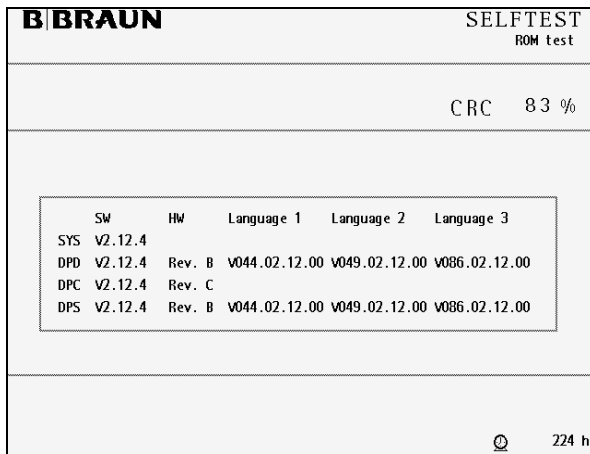 B|BRAUN SELFTEST
ROM test
CRC 83 %
SW HW Language 1 Language 2 Language 3
SYS V2.12.4
DPD V2.12.4 Rev. B V044.02.12.00 V049.02.12.00 V086.02.12.00
DPC V2.12.4 Rev. C
DPS V2.12.4 Rev. B V044.02.12.00 V049.02.12.00 V086.02.12.00
224 h